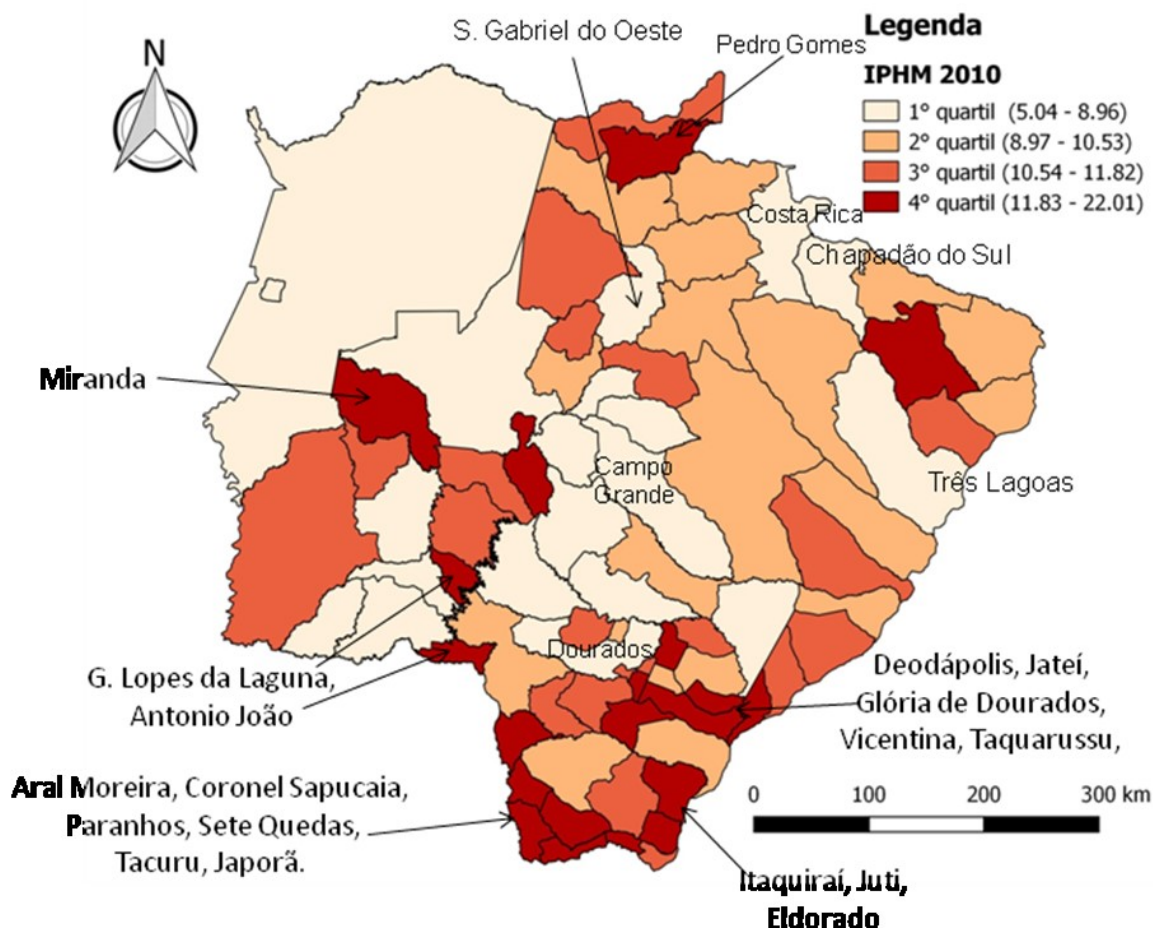 S. Gabriel do Oeste
Pedro Gomes
Legenda
IPHM 2010
1° quartil (5.04 - 8.96)
2° quartil (8.97 - 10.53)
3° quartil (10.54 - 11.82)
4° quartil (11.83 - 22.01)
N
Costa Rica
Chapadão do Sul
Miranda
Campo
Grande
Três Lagoas
Dourados
G. Lopes da Laguna,
Antonio João
Deodápolis, Jateí,
Glória de Dourados,
Vicentina, Taquarussu,
Aral Moreira, Coronel Sapucaia,
Paranhos, Sete Quedas,
Tacuru, Japorã.
0 100 200 300 km
Itaquiraí, Juti,
Eldorado